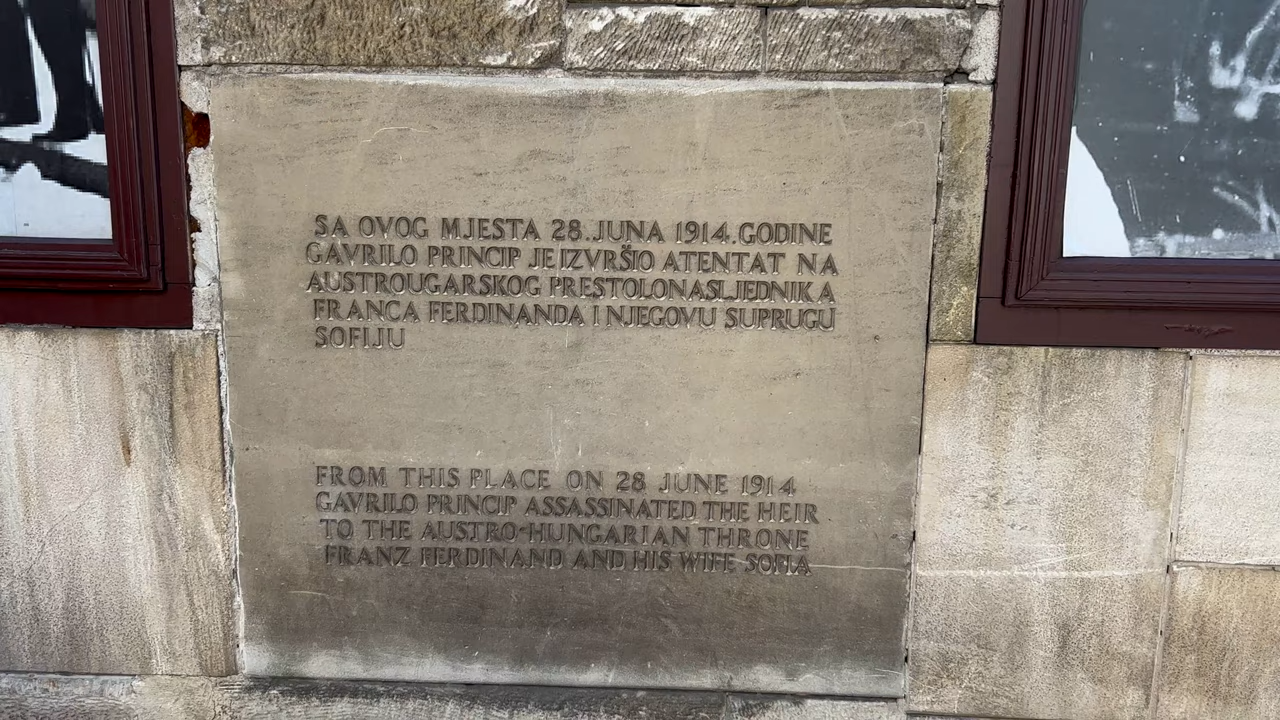 SA OVOG MJESTA 28.JUNA 1914.GODINE
GAVRILO PRINCIP JE IZVRŠIO ATENTAT NA
AUSTROUGARSKOG PRESTOLONASLJEDNIKA
FRANCA FERDINANDA I NJEGOVU SUPRUGU
SOFIJU
FROM THIS PLACE ON 28 JUNE 1914
GAVRILO PRINCIP ASSASSINATED THE HEIR
TO THE AUSTRO-HUNGARIAN THRONE
FRANZ FERDINAND AND HIS WIFE SOFIA